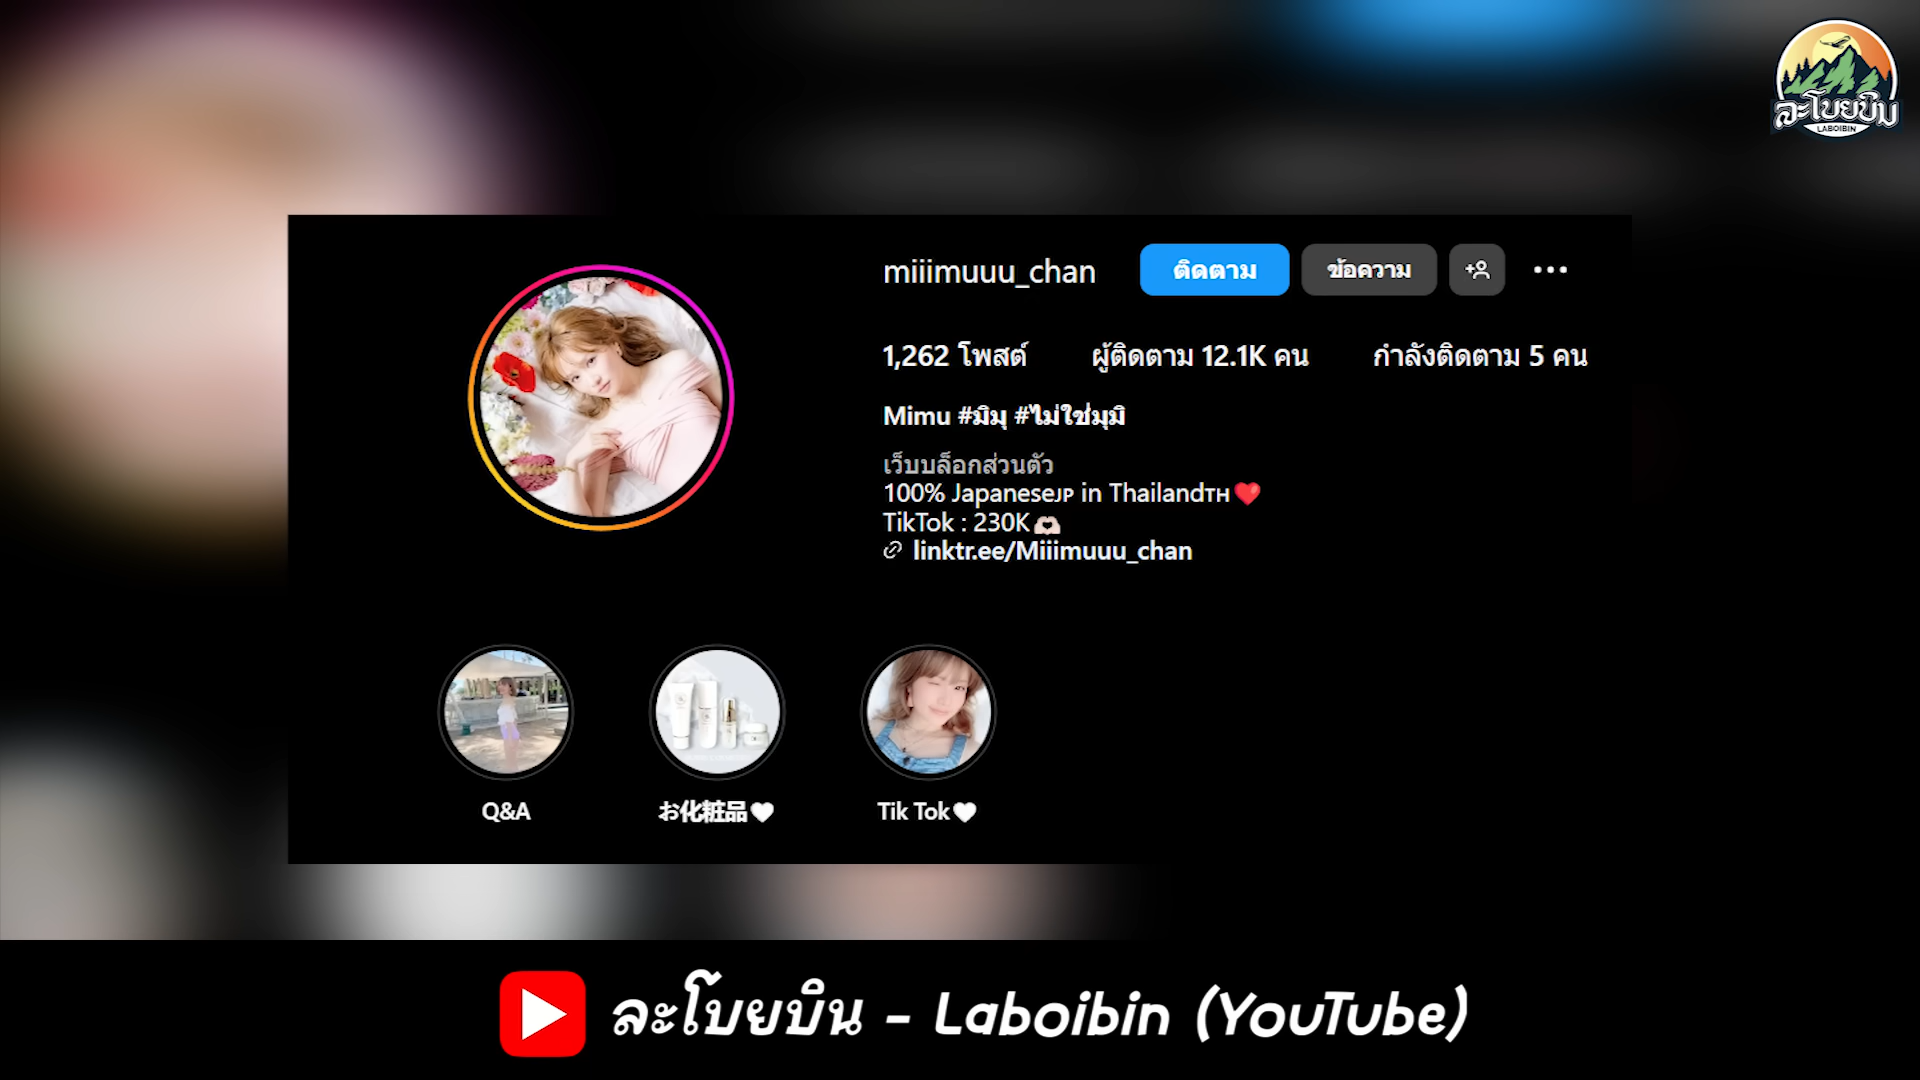 ละโบยบิน
LABOIBIN
miiimuuu_chan ติดตาม ข้อความ
1,262 โพสต์ ผู้ติดตาม 12.1K คน กำลังติดตาม 5 คน
Mimu #มิมุ #ไม่ใช่มุมิ
เว็บบล็อกส่วนตัว
100% Japanese🇯🇵 in Thailand🇹🇭❤️
TikTok : 230K🫶🏻
linktr.ee/Miiimuuu_chan
Q&A お化粧品🤍 Tik Tok🤍
ละโบยบิน - Laboibin (YouTube)